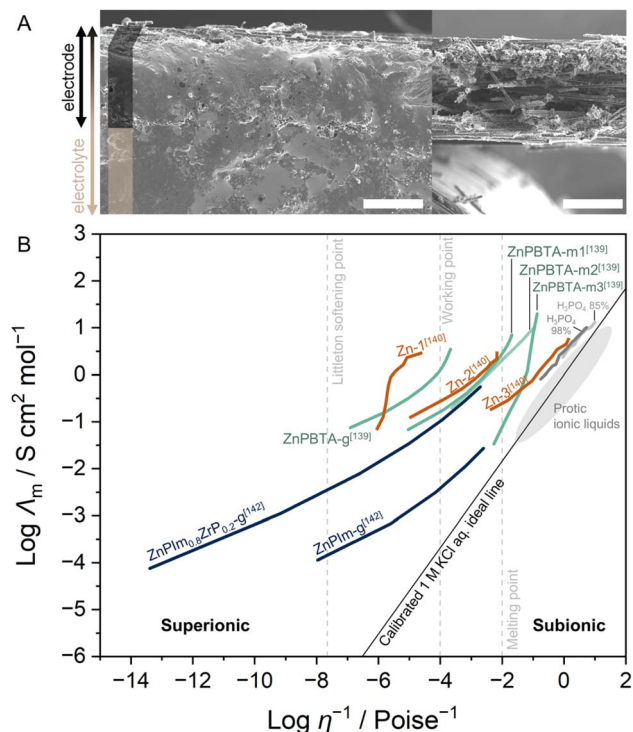 A
electrode
electrolyte
B
ZnPBTA-m1[139]
ZnPBTA-m2[139]
ZnPBTA-m3[139]
Littleton softening point
Working point
Zn-1[140]
H₃PO₄ 85%
H₃PO₄
98%
Zn-2[140]
Zn-3[140]
ZnPBTA-g[139]
Protic
ionic liquids
ZnPIm₀.₈ZrP₀.₂-g[142]
ZnPIm-g[142]
Calibrated 1 M KCl aq. ideal line
Melting point
Superionic
Subionic
Log Λm / S cm² mol⁻¹
3
2
1
0
−1
−2
−3
−4
−5
−6
−14 −12 −10 −8 −6 −4 −2 0 2
Log η⁻¹ / Poise⁻¹